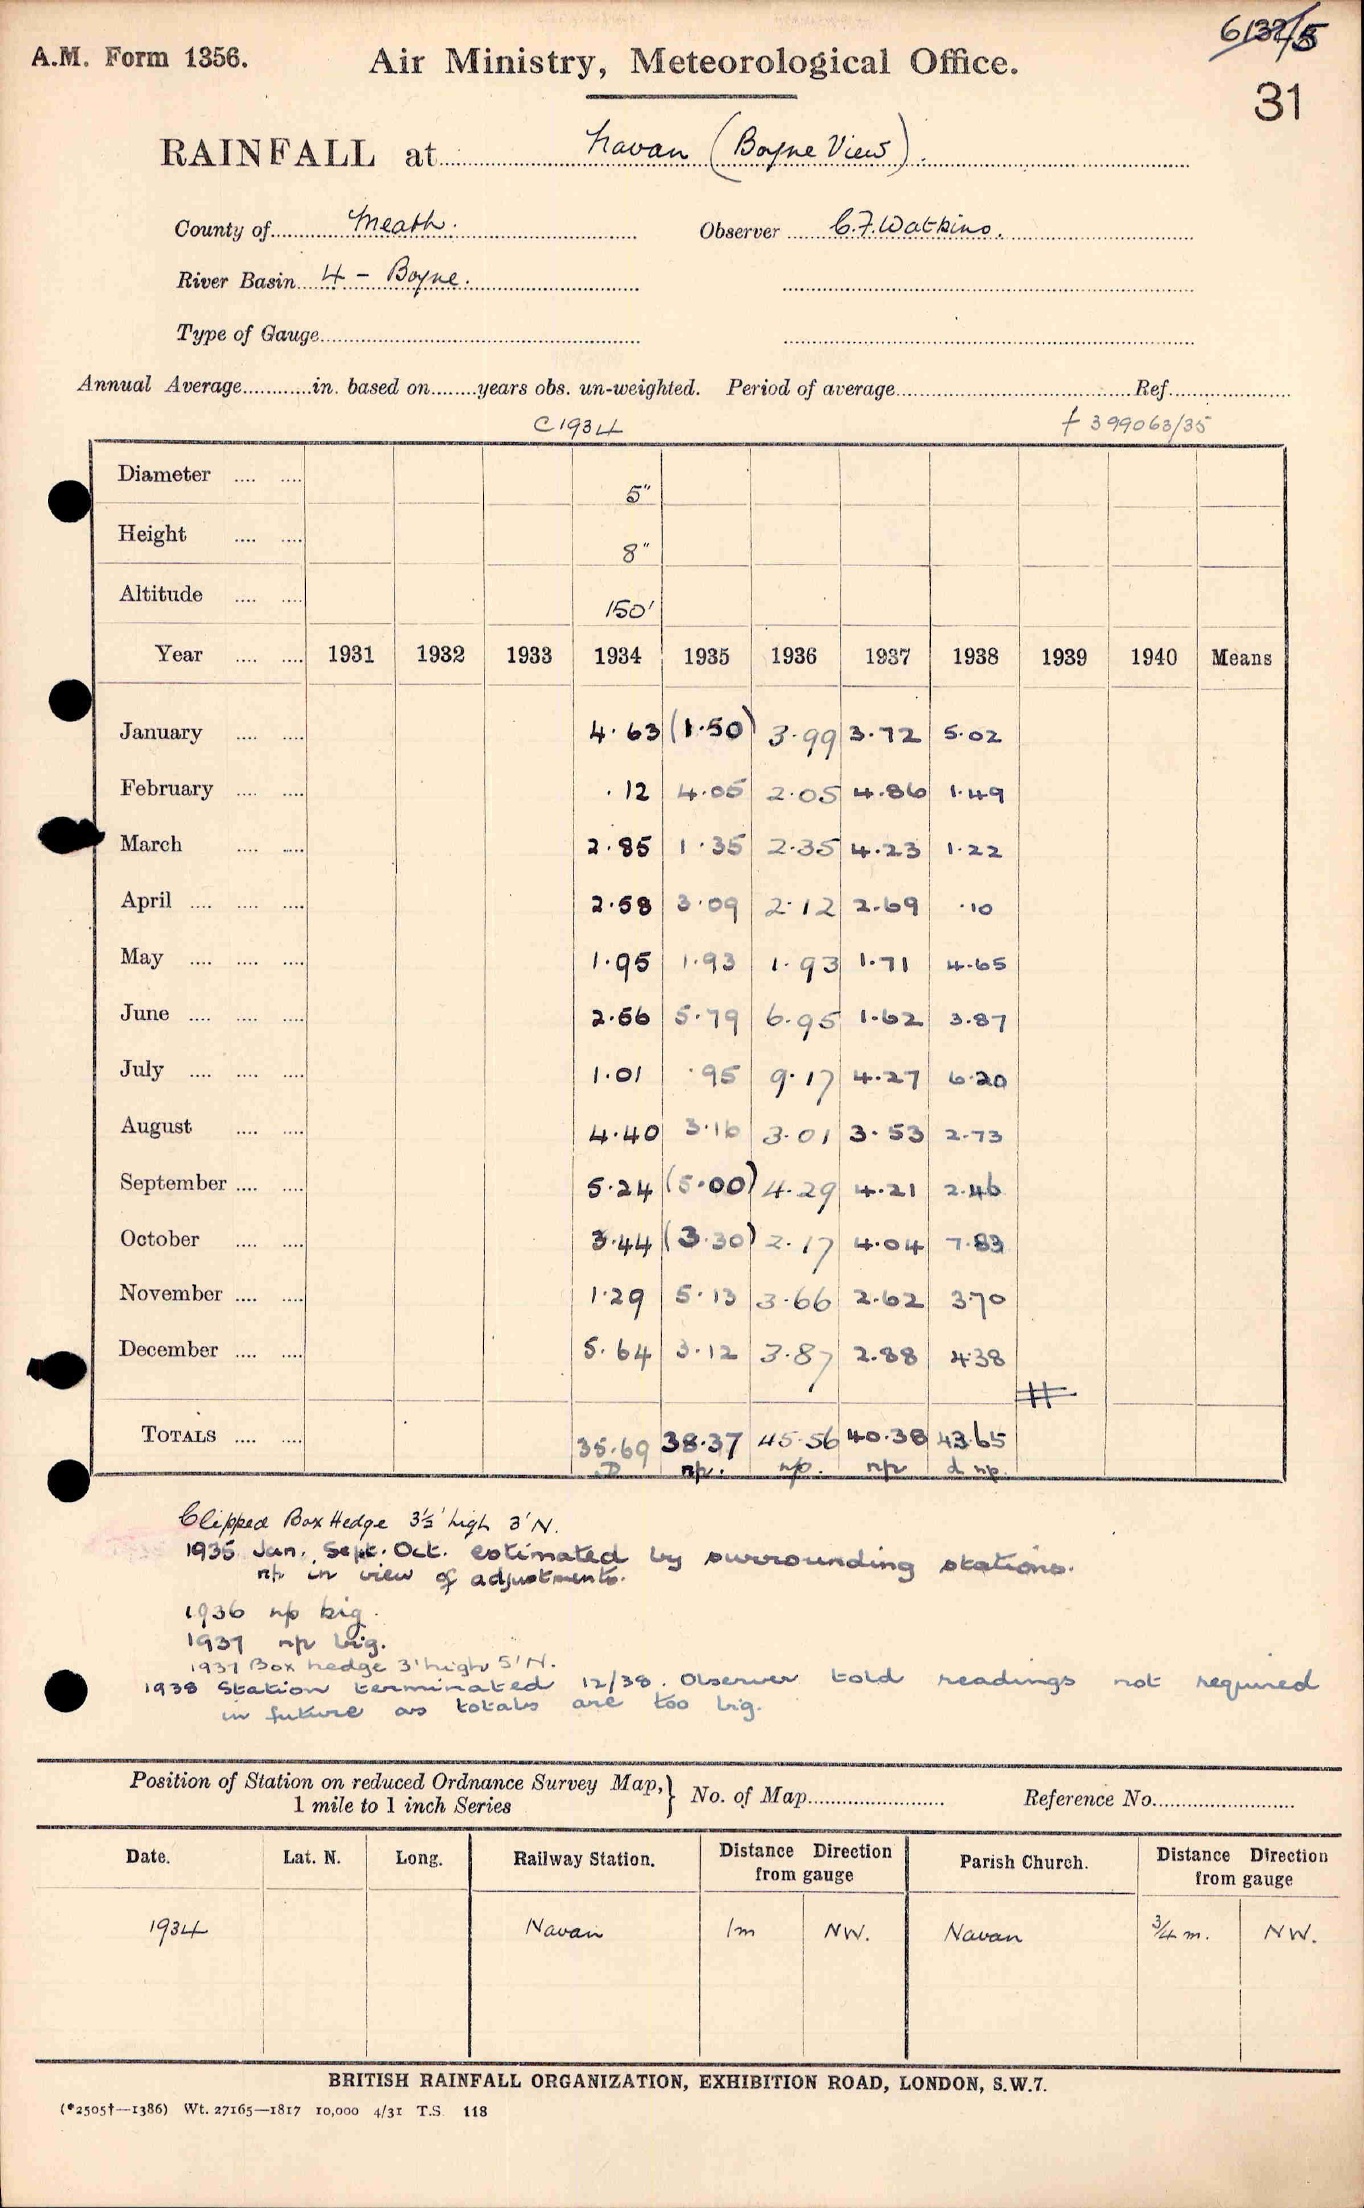 A.M. Form 1356.
Air Ministry, Meteorological Office.
6132/5
31
RAINFALL at Navan (Boyne View).
County of Meath. Observer C.F. Watkins.
River Basin 4 - Boyne.
Type of Gauge
Annual Average in. based on years obs. un-weighted. Period of average Ref.
C 1934 f 399063/35
Diameter 5"
Height 8"
Altitude 150'
Year 1931 1932 1933 1934 1935 1936 1937 1938 1939 1940 Means
January 4.63 (1.50) 3.99 3.72 5.02
February .12 4.05 2.05 4.86 1.49
March 2.85 1.35 2.35 4.23 1.22
April 2.58 3.09 2.12 2.69 .10
May 1.95 1.93 1.93 1.71 4.65
June 2.56 5.79 6.95 1.62 3.87
July 1.01 .95 9.17 4.27 6.20
August 4.40 3.16 3.01 3.53 2.73
September 5.24 (5.00) 4.29 4.21 2.46
October 3.44 (3.30) 2.17 4.04 7.83
November 1.29 5.13 3.66 2.62 3.70
December 5.64 3.12 3.87 2.88 4.38
TOTALS 35.69 38.37 45.56 40.38 43.65
np. np. np d np.
Clipped Box Hedge 3½' high 3' N.
1935 Jan. Sept. Oct. estimated by surrounding stations.
np in view of adjustments.
1936 np big.
1937 np big.
1937 Box hedge 3' high 5' N.
1938 Station terminated 12/38. Observer told readings not required
in future as totals are too big.
Position of Station on reduced Ordnance Survey Map, 1 mile to 1 inch Series } No. of Map Reference No.
Date. Lat. N. Long. Railway Station. Distance Direction from gauge Parish Church. Distance Direction from gauge
1934 Navan 1m NW. Navan ¾ m. NW.
BRITISH RAINFALL ORGANIZATION, EXHIBITION ROAD, LONDON, S.W.7.
(*2505†—1386) Wt. 27165—1817 10,000 4/31 T.S. 118